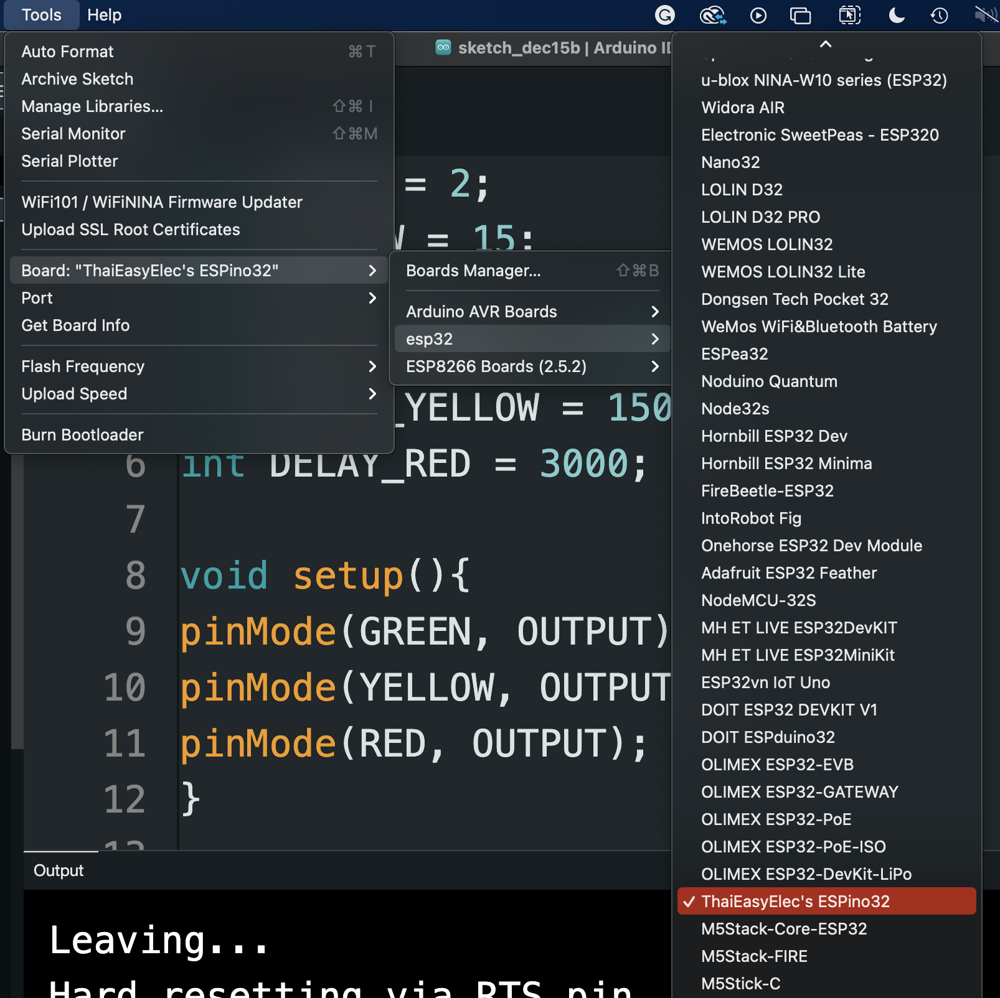 Tools Help
sketch_dec15b | Arduino
Auto Format ⌘ T
Archive Sketch
Manage Libraries... ⇧⌘ I
Serial Monitor ⇧⌘M
Serial Plotter
WiFi101 / WiFiNINA Firmware Updater
Upload SSL Root Certificates
Board: "ThaiEasyElec's ESPino32"
Port
Get Board Info
Flash Frequency
Upload Speed
Burn Bootloader
Boards Manager... ⇧⌘B
Arduino AVR Boards
esp32
ESP8266 Boards (2.5.2)
u-blox NINA-W10 series (ESP32)
Widora AIR
Electronic SweetPeas - ESP320
Nano32
LOLIN D32
LOLIN D32 PRO
WEMOS LOLIN32
WEMOS LOLIN32 Lite
Dongsen Tech Pocket 32
WeMos WiFi&Bluetooth Battery
ESPea32
Noduino Quantum
Node32s
Hornbill ESP32 Dev
Hornbill ESP32 Minima
FireBeetle-ESP32
IntoRobot Fig
Onehorse ESP32 Dev Module
Adafruit ESP32 Feather
NodeMCU-32S
MH ET LIVE ESP32DevKIT
MH ET LIVE ESP32MiniKit
ESP32vn IoT Uno
DOIT ESP32 DEVKIT V1
DOIT ESPduino32
OLIMEX ESP32-EVB
OLIMEX ESP32-GATEWAY
OLIMEX ESP32-PoE
OLIMEX ESP32-PoE-ISO
OLIMEX ESP32-DevKit-LiPo
✓ ThaiEasyElec's ESPino32
M5Stack-Core-ESP32
M5Stack-FIRE
M5Stick-C
= 2;
= 15;
_YELLOW = 150
6 int DELAY_RED = 3000;
7
8 void setup(){
9 pinMode(GREEN, OUTPUT)
10 pinMode(YELLOW, OUTPUT
11 pinMode(RED, OUTPUT);
12 }
13
Output
Leaving...
Hard resetting via RTS pin